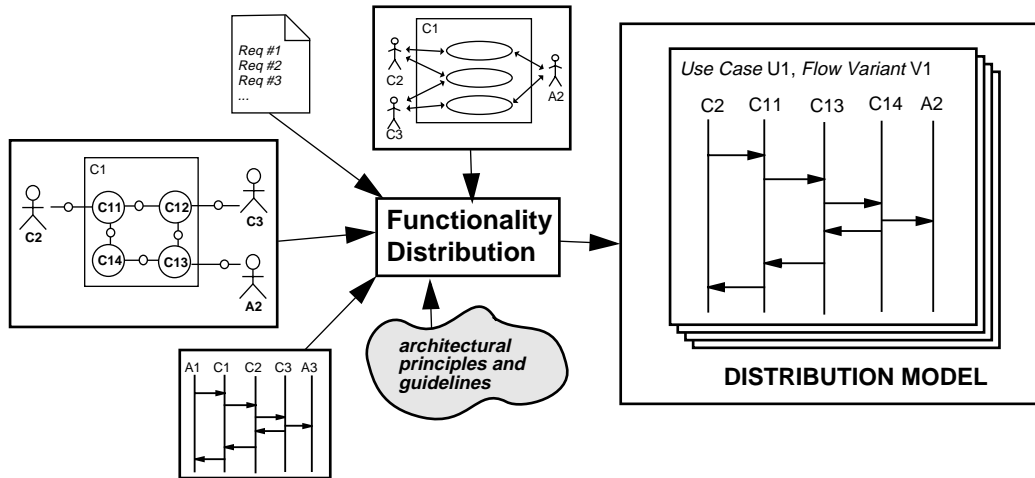 Req #1
Req #2
Req #3
...
C1
C2
C3
A2
C1
C11
C12
C14
C13
C2
C3
A2
A1 C1 C2 C3 A3
architectural
principles and
guidelines
Functionality
Distribution
Use Case U1, Flow Variant V1
C2 C11 C13 C14 A2
DISTRIBUTION MODEL